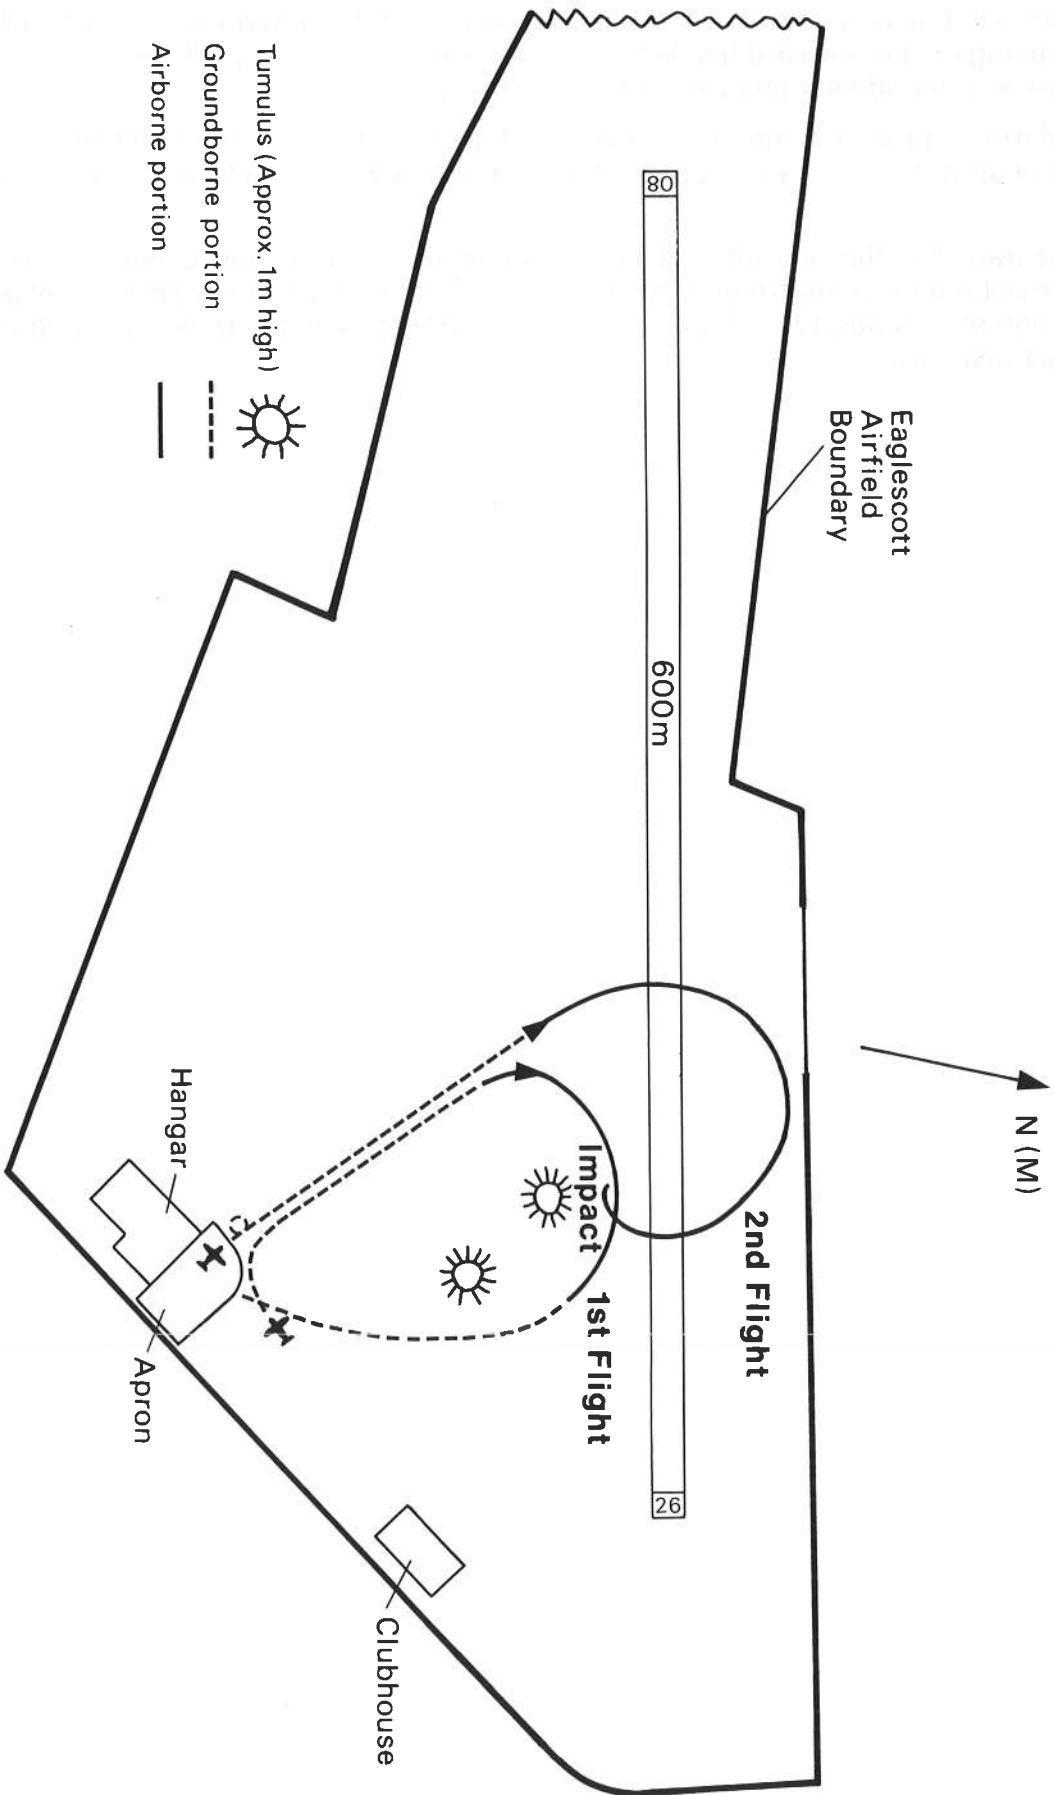 N (M)
Eaglescott
Airfield
Boundary
08
600m
26
2nd Flight
1st Flight
Impact
Tumulus (Approx. 1m high)
Groundborne portion
Airborne portion
Hangar
Apron
Clubhouse